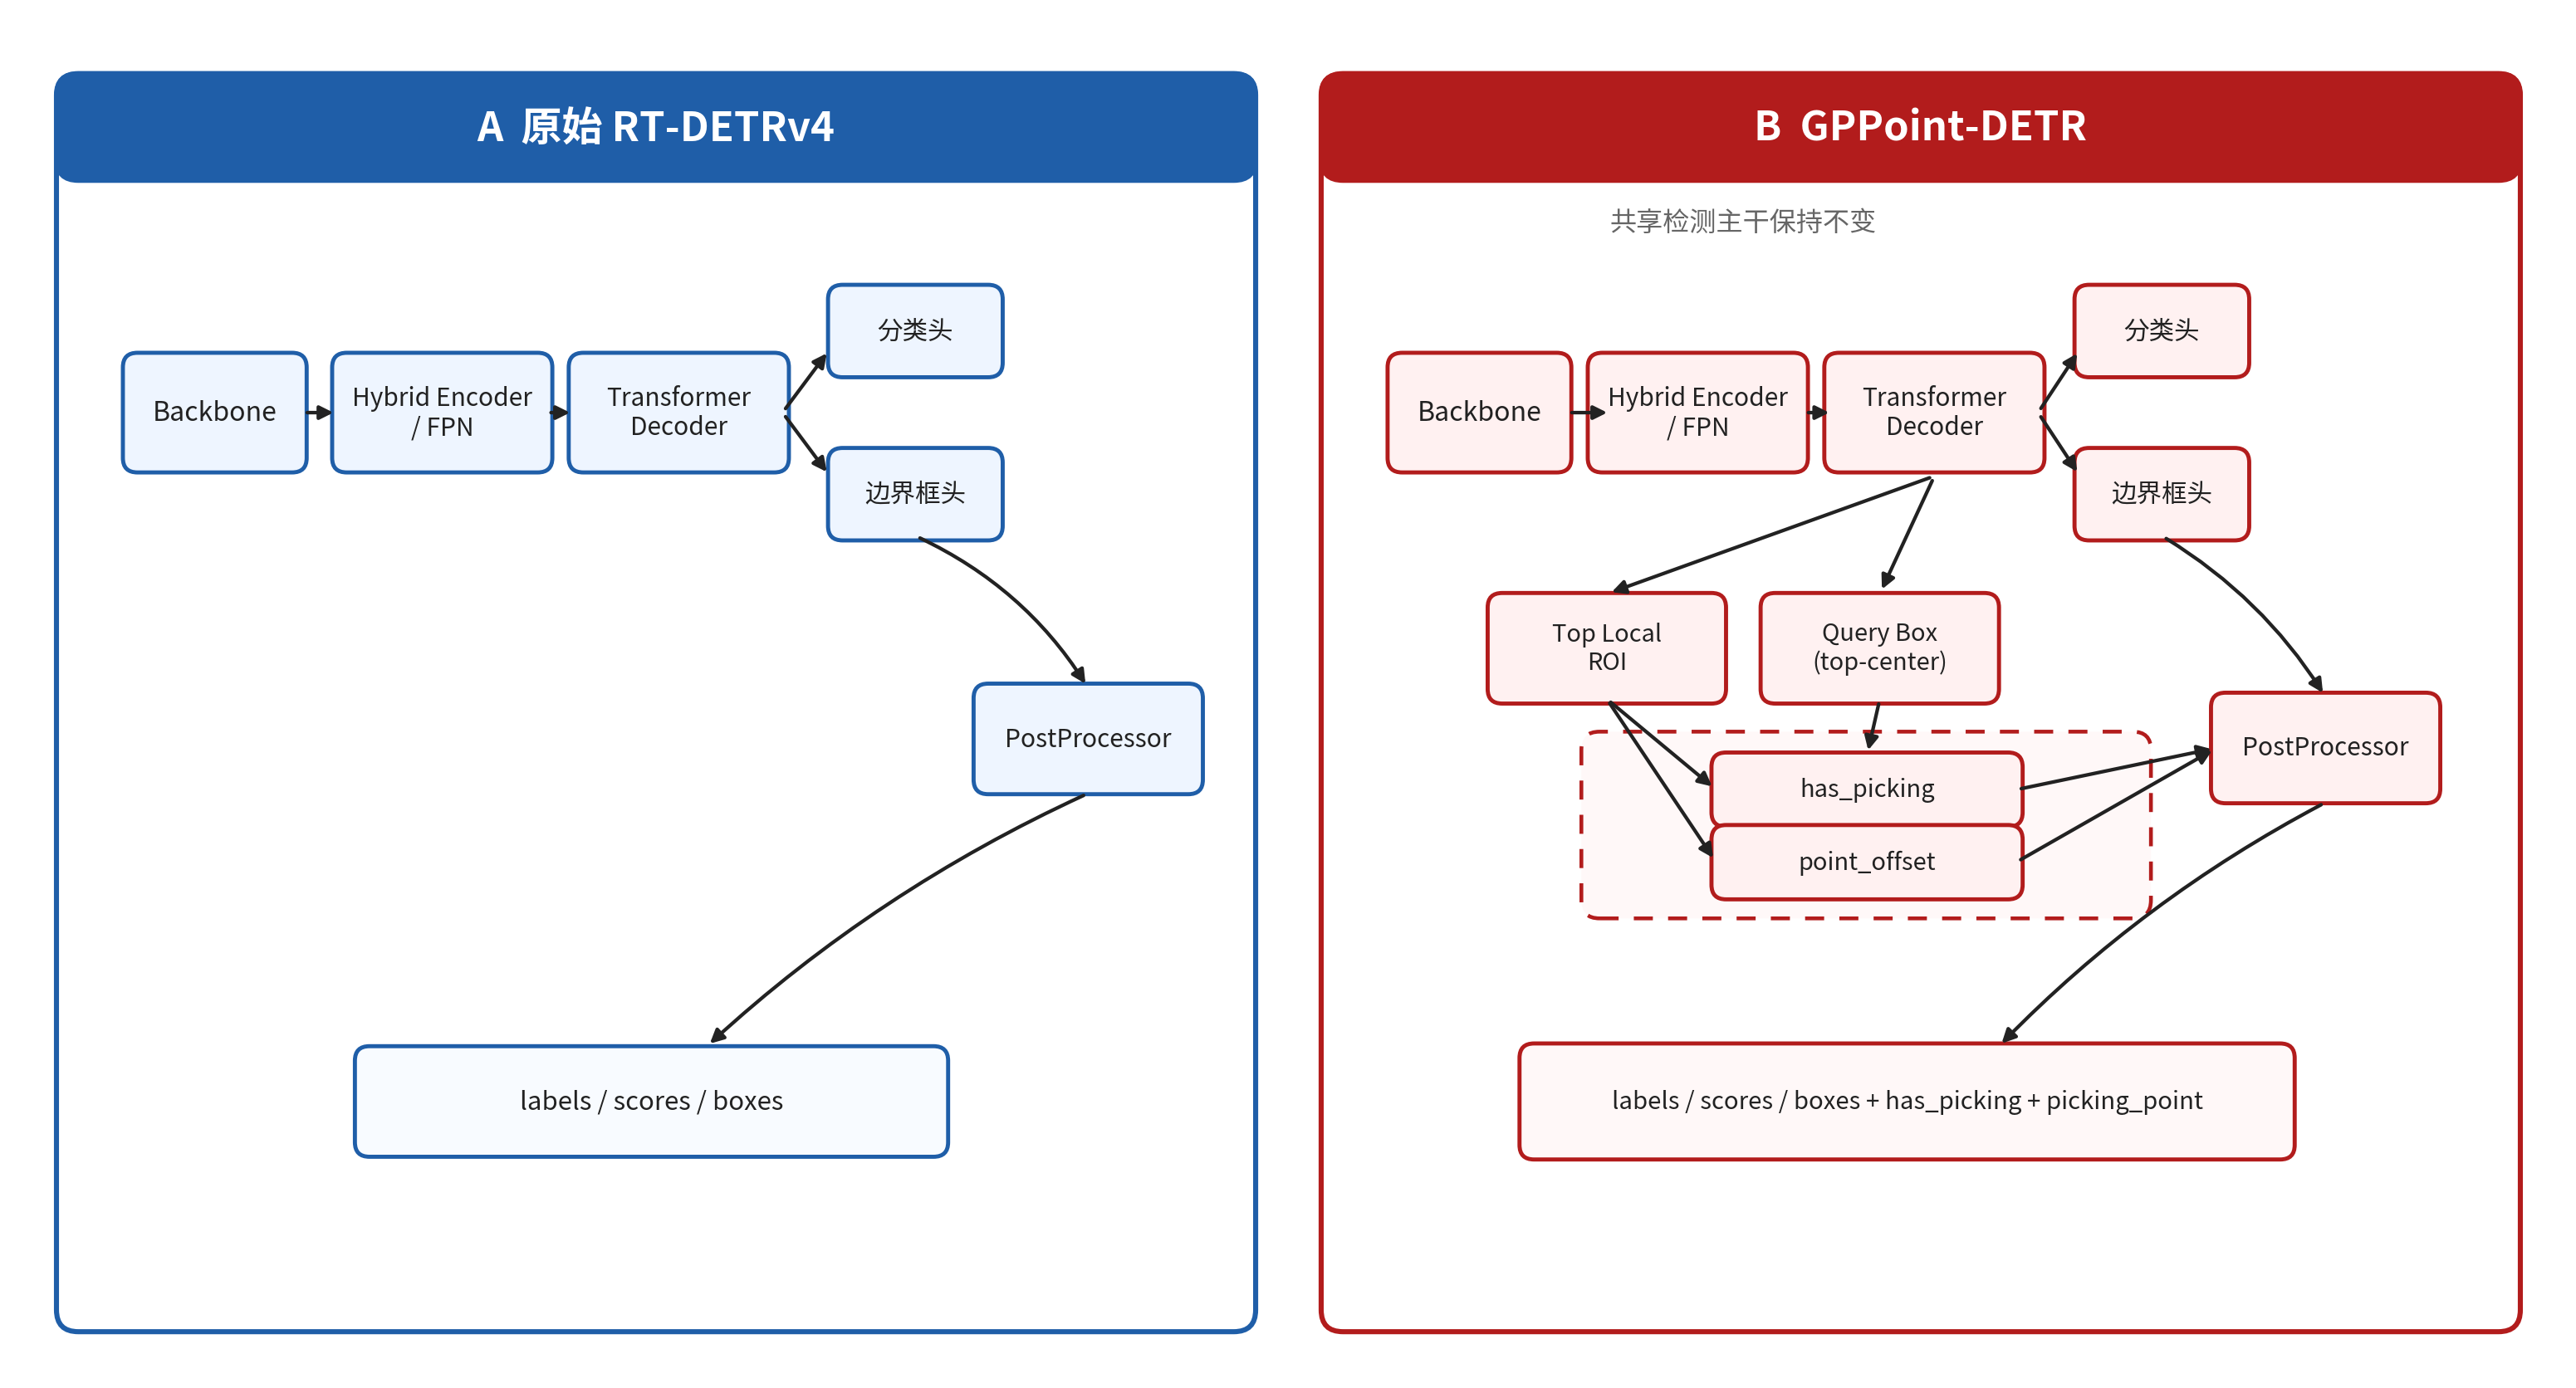 A 原始 RT-DETRv4
Backbone
Hybrid Encoder
/ FPN
Transformer
Decoder
分类头
边界框头
PostProcessor
labels / scores / boxes
B GPPoint-DETR
共享检测主干保持不变
Backbone
Hybrid Encoder
/ FPN
Transformer
Decoder
分类头
边界框头
Top Local
ROI
Query Box
(top-center)
has_picking
point_offset
PostProcessor
labels / scores / boxes + has_picking + picking_point